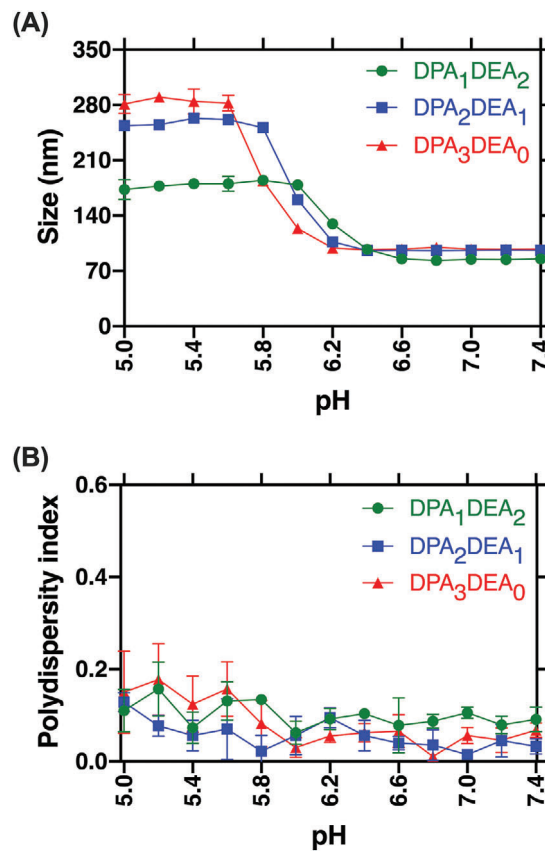 (A)
350
280
210
140
70
0
Size (nm)
DPA1DEA2
DPA2DEA1
DPA3DEA0
5.0 5.4 5.8 6.2 6.6 7.0 7.4
pH
(B)
0.6
0.4
0.2
0.0
Polydispersity index
DPA1DEA2
DPA2DEA1
DPA3DEA0
5.0 5.4 5.8 6.2 6.6 7.0 7.4
pH